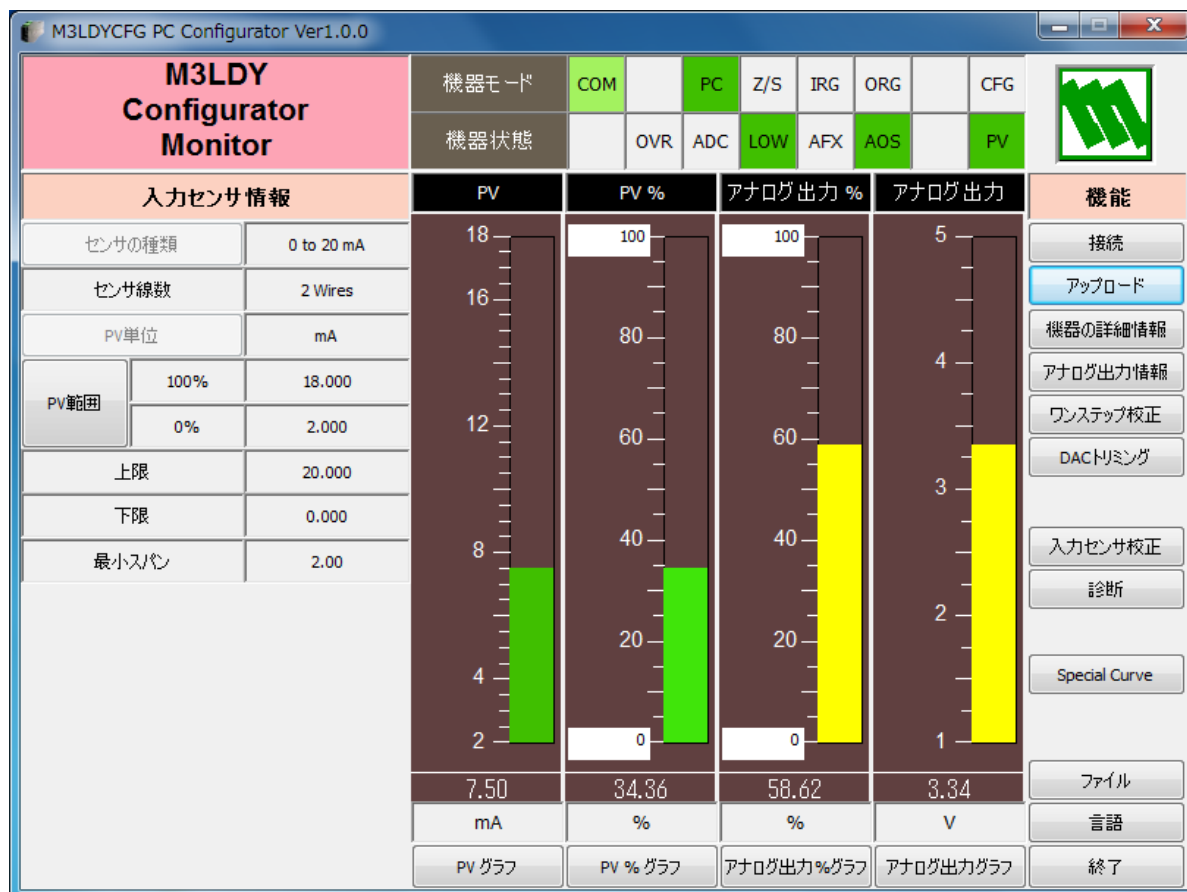 M3LDYCFG PC Configurator Ver1.0.0
M3LDY
Configurator
Monitor
機器モード
COM
PC
Z/S
IRG
ORG
CFG
機器状態
OVR
ADC
LOW
AFX
AOS
PV
入力センサ情報
センサの種類
0 to 20 mA
センサ線数
2 Wires
PV単位
mA
PV範囲
100%
18.000
0%
2.000
上限
20.000
下限
0.000
最小スパン
2.00
PV
18
16
12
8
4
2
7.50
mA
PV グラフ
PV %
100
80
60
40
20
0
34.36
%
PV % グラフ
アナログ出力 %
100
80
60
40
20
0
58.62
%
アナログ出力%グラフ
アナログ出力
5
4
3
2
1
3.34
V
アナログ出力グラフ
機能
接続
アップロード
機器の詳細情報
アナログ出力情報
ワンステップ校正
DACトリミング
入力センサ校正
診断
Special Curve
ファイル
言語
終了